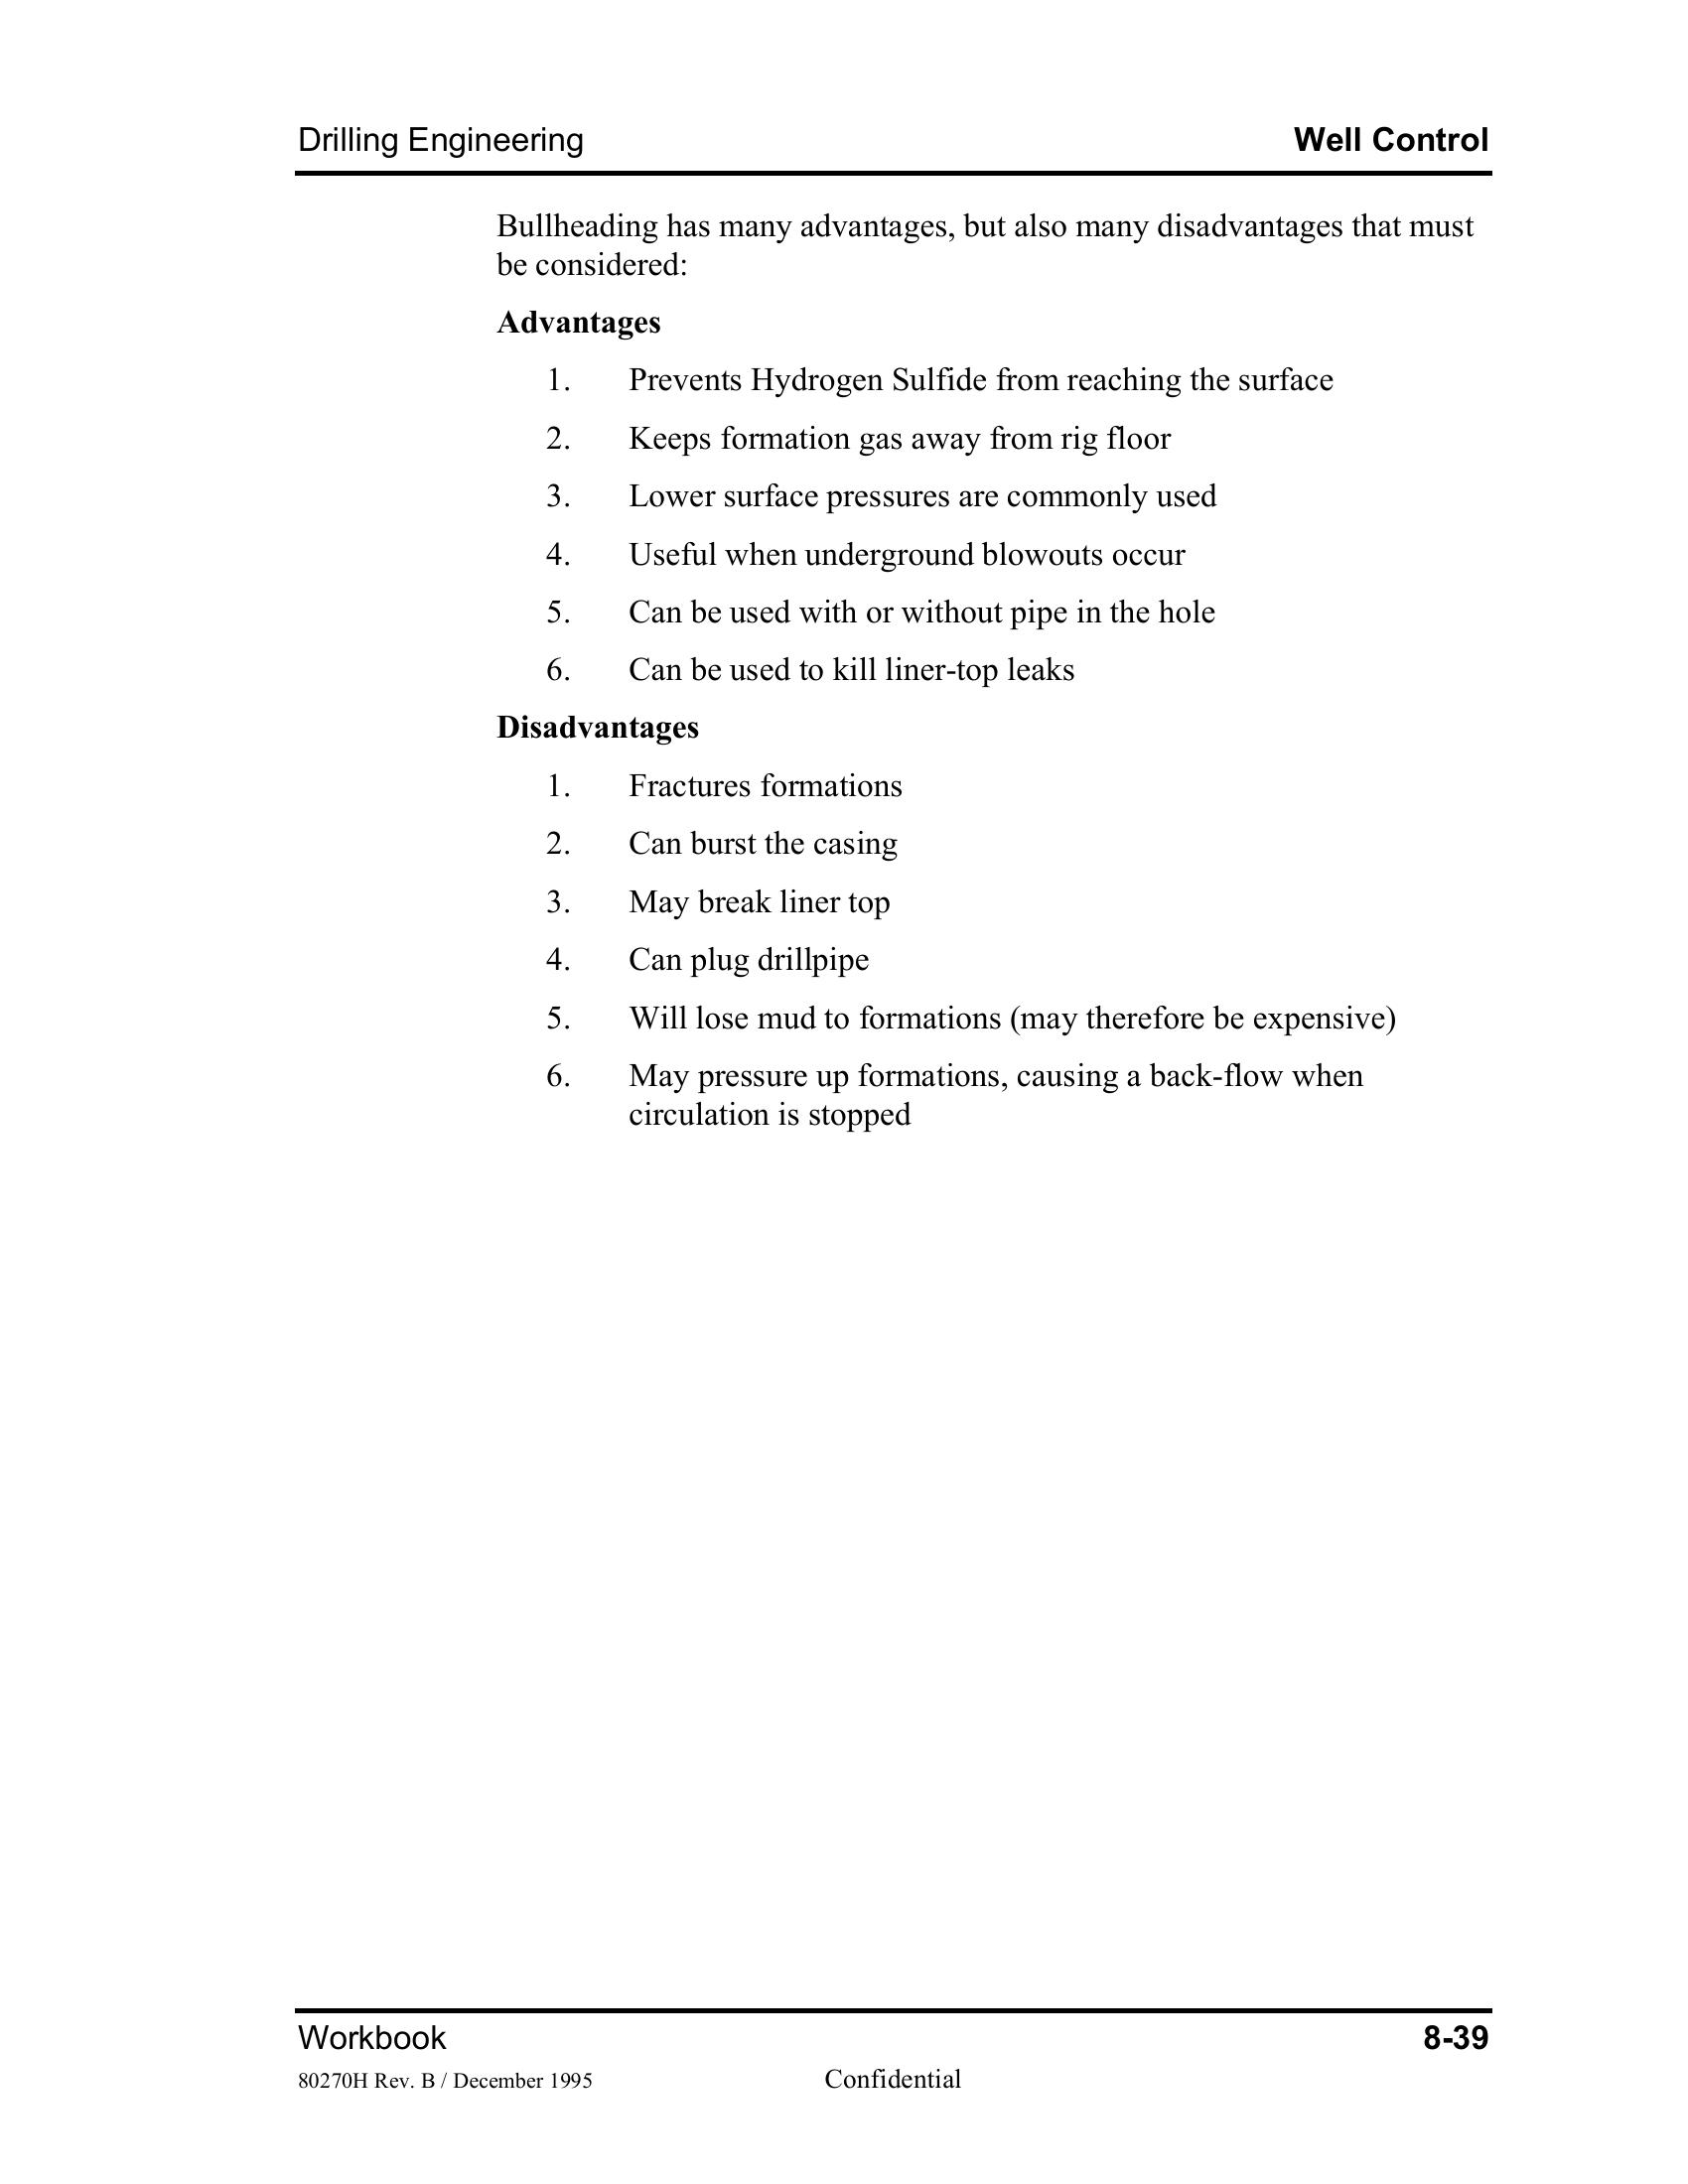 Drilling Engineering Well Control
Bullheading has many advantages, but also many disadvantages that must
be considered:
Advantages
1. Prevents Hydrogen Sulfide from reaching the surface
2. Keeps formation gas away from rig floor
3. Lower surface pressures are commonly used
4. Useful when underground blowouts occur
5. Can be used with or without pipe in the hole
6. Can be used to kill liner-top leaks
Disadvantages
1. Fractures formations
2. Can burst the casing
3. May break liner top
4. Can plug drillpipe
5. Will lose mud to formations (may therefore be expensive)
6. May pressure up formations, causing a back-flow when
circulation is stopped
Workbook 8-39
80270H Rev. B / December 1995 Confidential